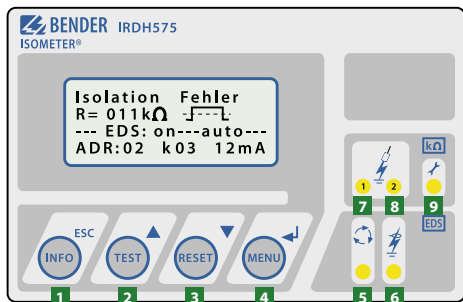 BENDER IRDH575
ISOMETER®
Isolation Fehler
R= 011kΩ
--- EDS: on---auto---
ADR:02 k03 12mA
kΩ
1 2
7 8 9
EDS
ESC
INFO TEST RESET MENU
1 2 3 4 5 6